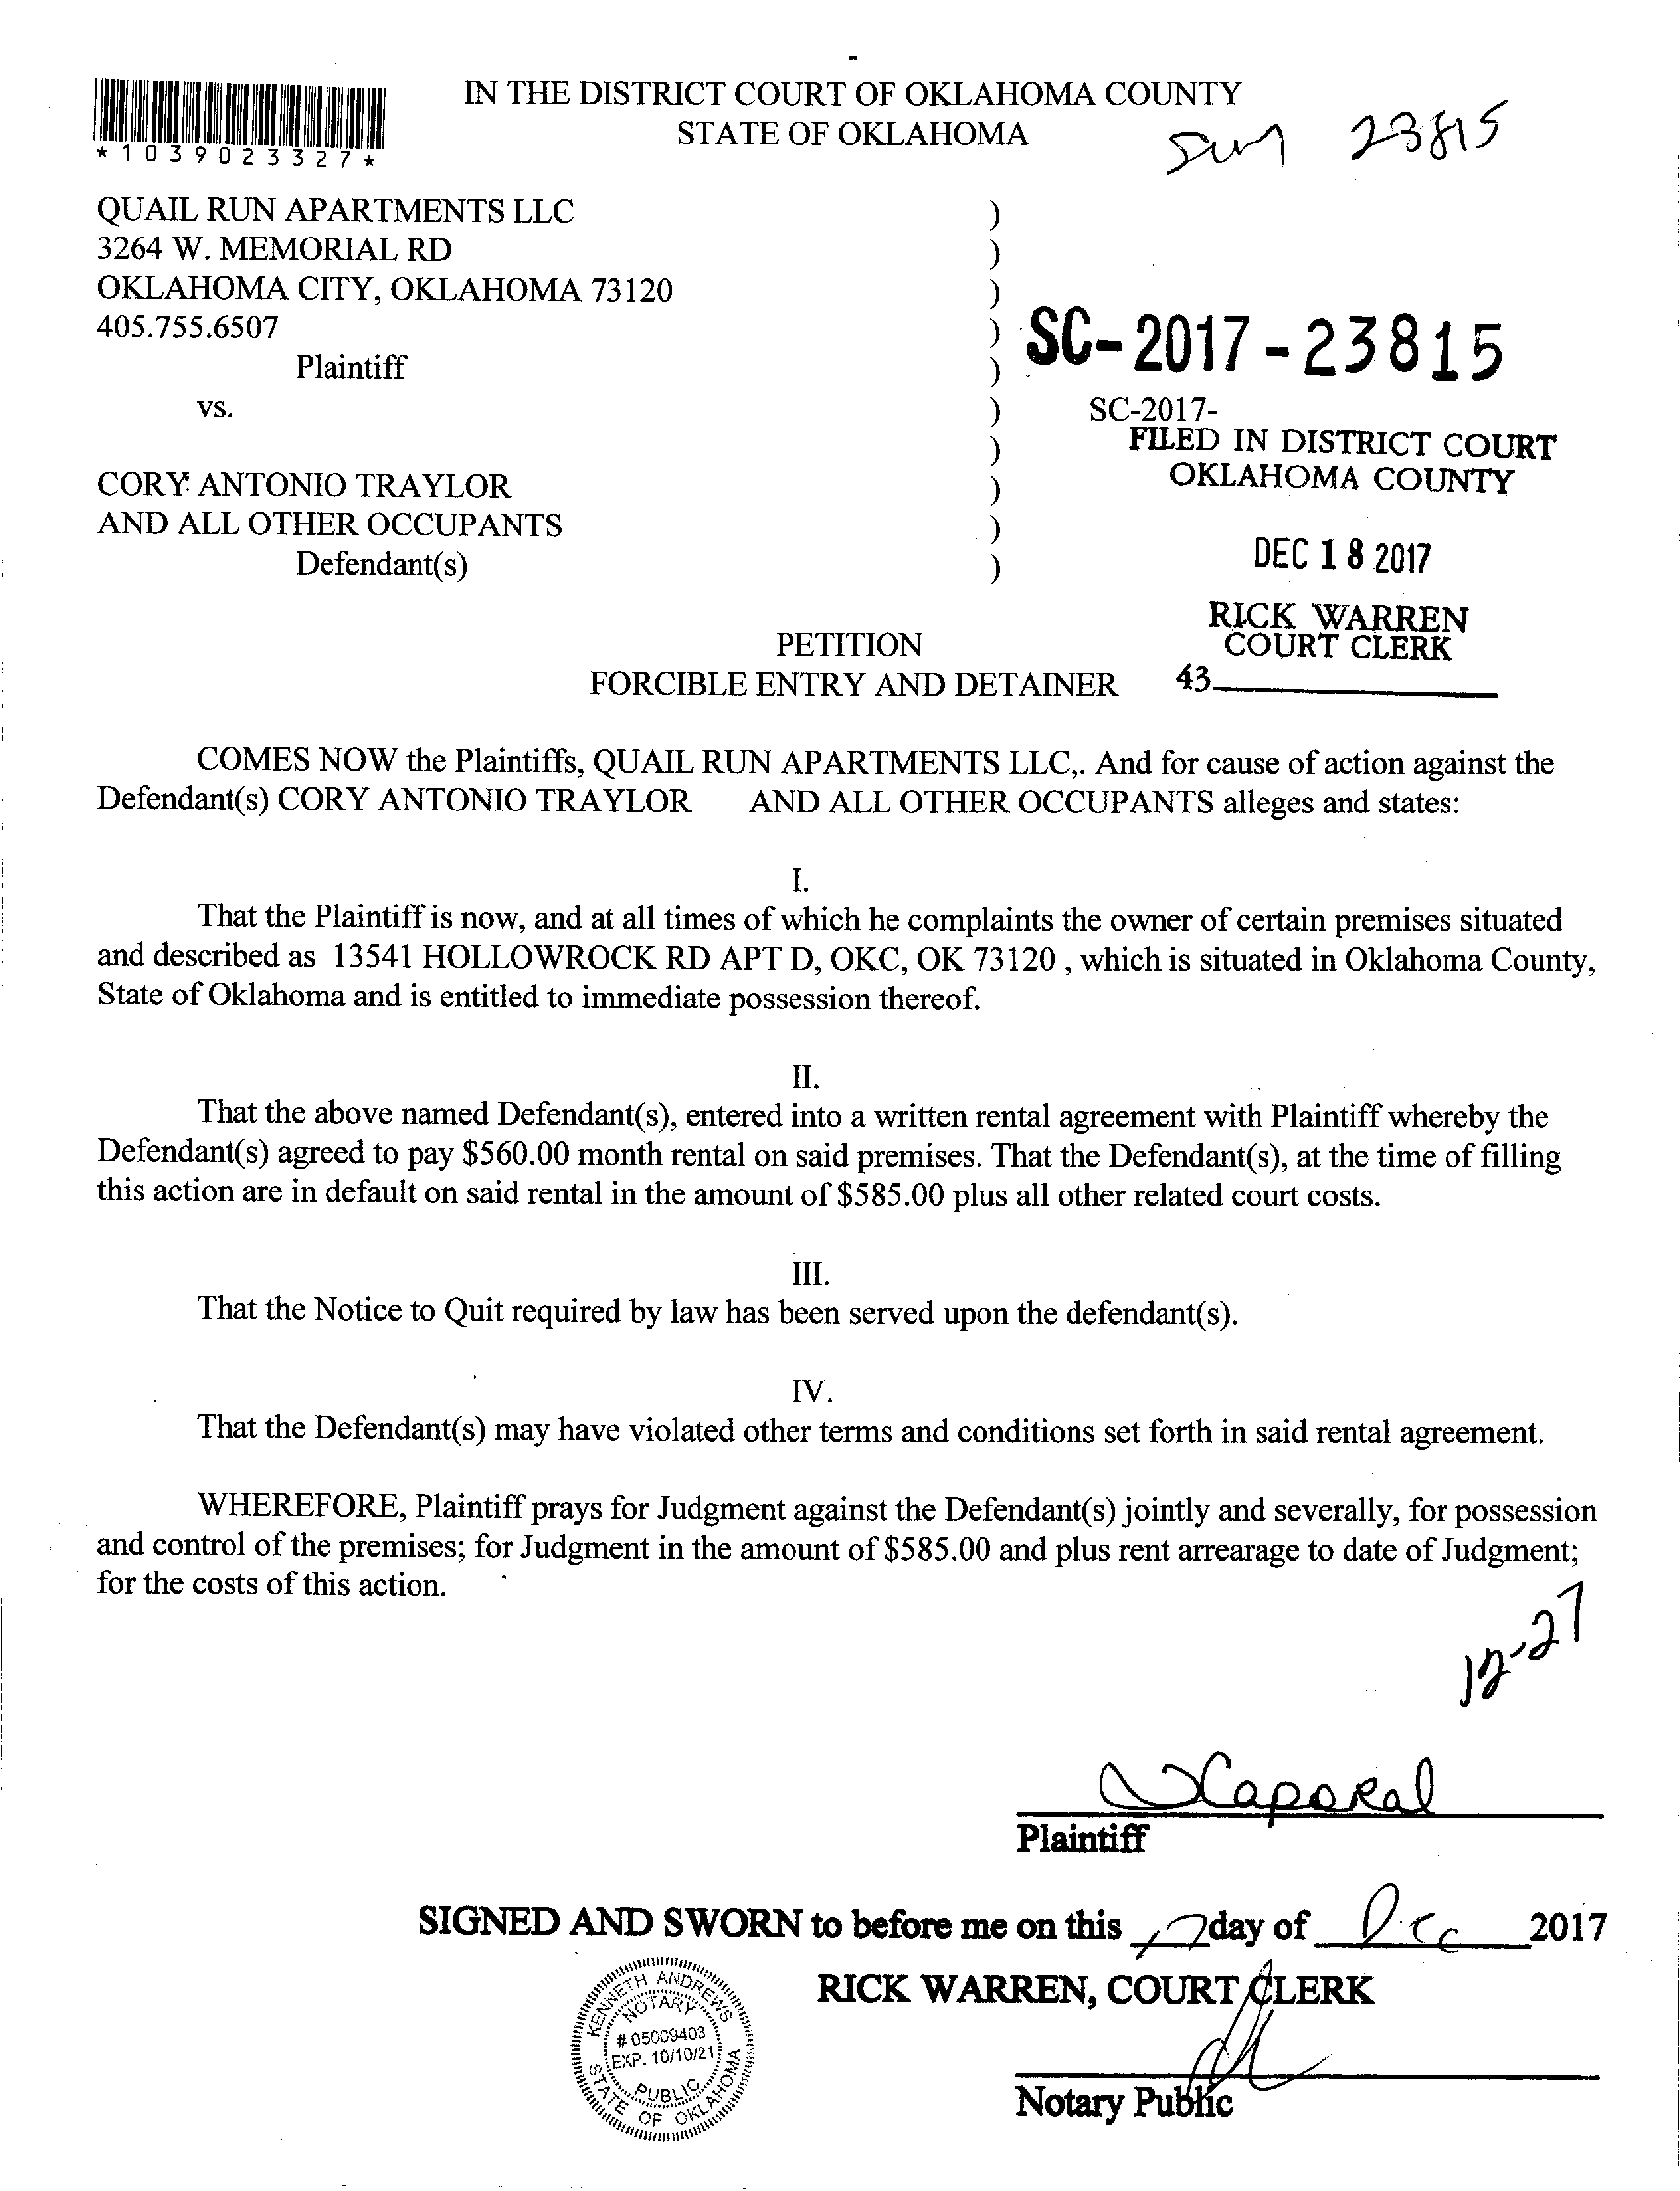 IN THE DISTRICT COURT OF OKLAHOMA COUNTY
STATE OF OKLAHOMA
*1039023327*
23815
QUAIL RUN APARTMENTS LLC )
3264 W. MEMORIAL RD )
OKLAHOMA CITY, OKLAHOMA 73120 )
405.755.6507 )
Plaintiff )
SC-2017-23815
vs. )
SC-2017-
)
FILED IN DISTRICT COURT
OKLAHOMA COUNTY
CORY ANTONIO TRAYLOR )
AND ALL OTHER OCCUPANTS )
Defendant(s) )
DEC 18 2017
RICK WARREN
COURT CLERK
43
PETITION
FORCIBLE ENTRY AND DETAINER
COMES NOW the Plaintiffs, QUAIL RUN APARTMENTS LLC,. And for cause of action against the
Defendant(s) CORY ANTONIO TRAYLOR AND ALL OTHER OCCUPANTS alleges and states:
I.
That the Plaintiff is now, and at all times of which he complaints the owner of certain premises situated
and described as 13541 HOLLOWROCK RD APT D, OKC, OK 73120 , which is situated in Oklahoma County,
State of Oklahoma and is entitled to immediate possession thereof.
II.
That the above named Defendant(s), entered into a written rental agreement with Plaintiff whereby the
Defendant(s) agreed to pay $560.00 month rental on said premises. That the Defendant(s), at the time of filling
this action are in default on said rental in the amount of $585.00 plus all other related court costs.
III.
That the Notice to Quit required by law has been served upon the defendant(s).
IV.
That the Defendant(s) may have violated other terms and conditions set forth in said rental agreement.
WHEREFORE, Plaintiff prays for Judgment against the Defendant(s) jointly and severally, for possession
and control of the premises; for Judgment in the amount of $585.00 and plus rent arrearage to date of Judgment;
for the costs of this action.
12-27
Caporal
Plaintiff
SIGNED AND SWORN to before me on this day of Dec 2017
RICK WARREN, COURT CLERK
KENNETH ANDREWS
NOTARY
# 05009403
EXP. 10/10/21
PUBLIC
STATE OF OKLAHOMA
Notary Public